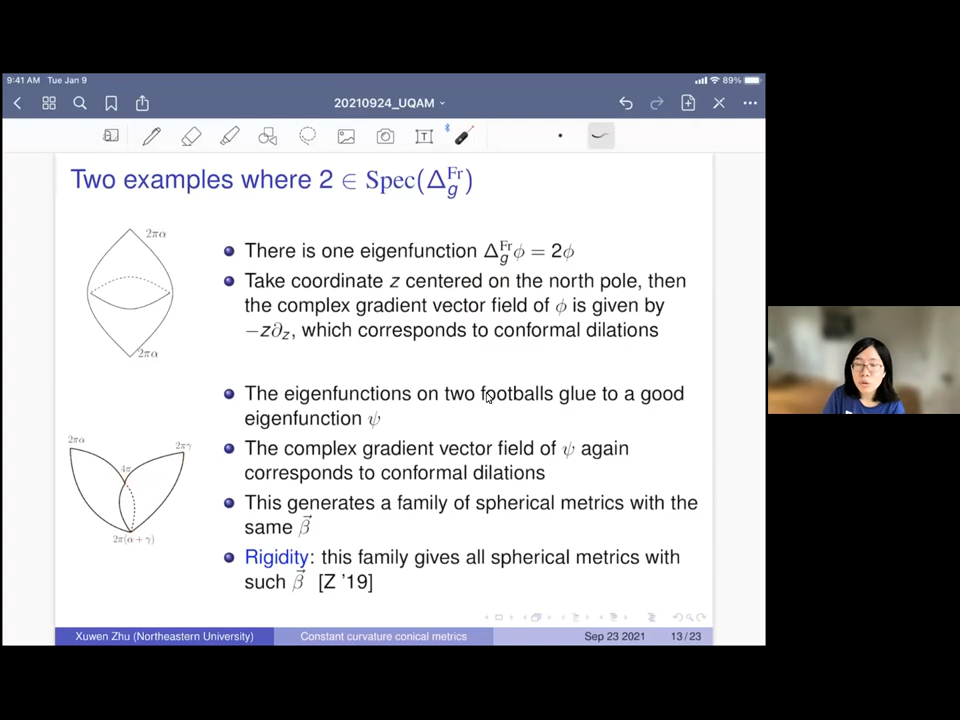 9:41 AM Tue Jan 9
89%
20210924_UQAM
T
Two examples where 2 ∈ Spec(Δ_g^Fr)
2πα
2πα
There is one eigenfunction Δ_g^Fr ϕ = 2ϕ
Take coordinate z centered on the north pole, then
the complex gradient vector field of ϕ is given by
−z∂_z, which corresponds to conformal dilations
The eigenfunctions on two footballs glue to a good
eigenfunction ψ
The complex gradient vector field of ψ again
corresponds to conformal dilations
This generates a family of spherical metrics with the
same β⃗
Rigidity: this family gives all spherical metrics with
such β⃗ [Z '19]
2πα
2πγ
4π
2π(α + γ)
Xuwen Zhu (Northeastern University)
Constant curvature conical metrics
Sep 23 2021
13 / 23